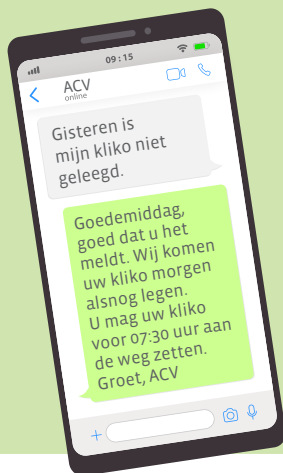 09:15
ACV
online
Gisteren is
mijn kliko niet
geleegd.
Goedemiddag,
goed dat u het
meldt. Wij komen
uw kliko morgen
alsnog legen.
U mag uw kliko
voor 07:30 uur aan
de weg zetten.
Groet, ACV